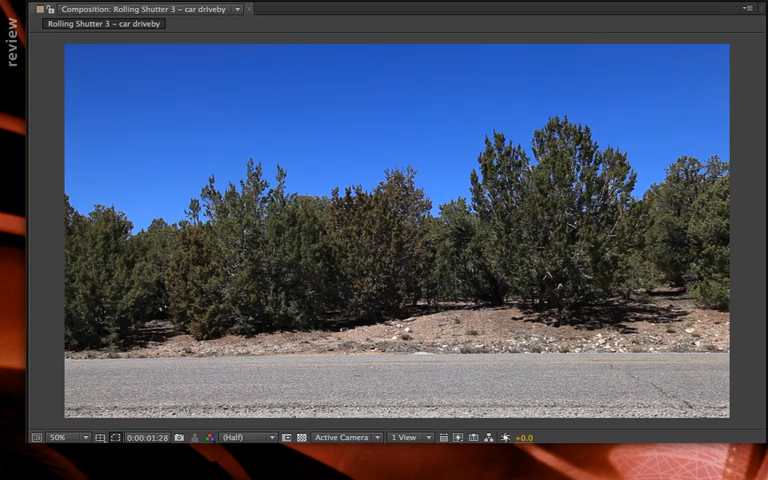 Composition: Rolling Shutter 3 - car driveby
Rolling Shutter 3 - car driveby
review
50%
0:00:01:28
(Half)
Active Camera
1 View
+0.0